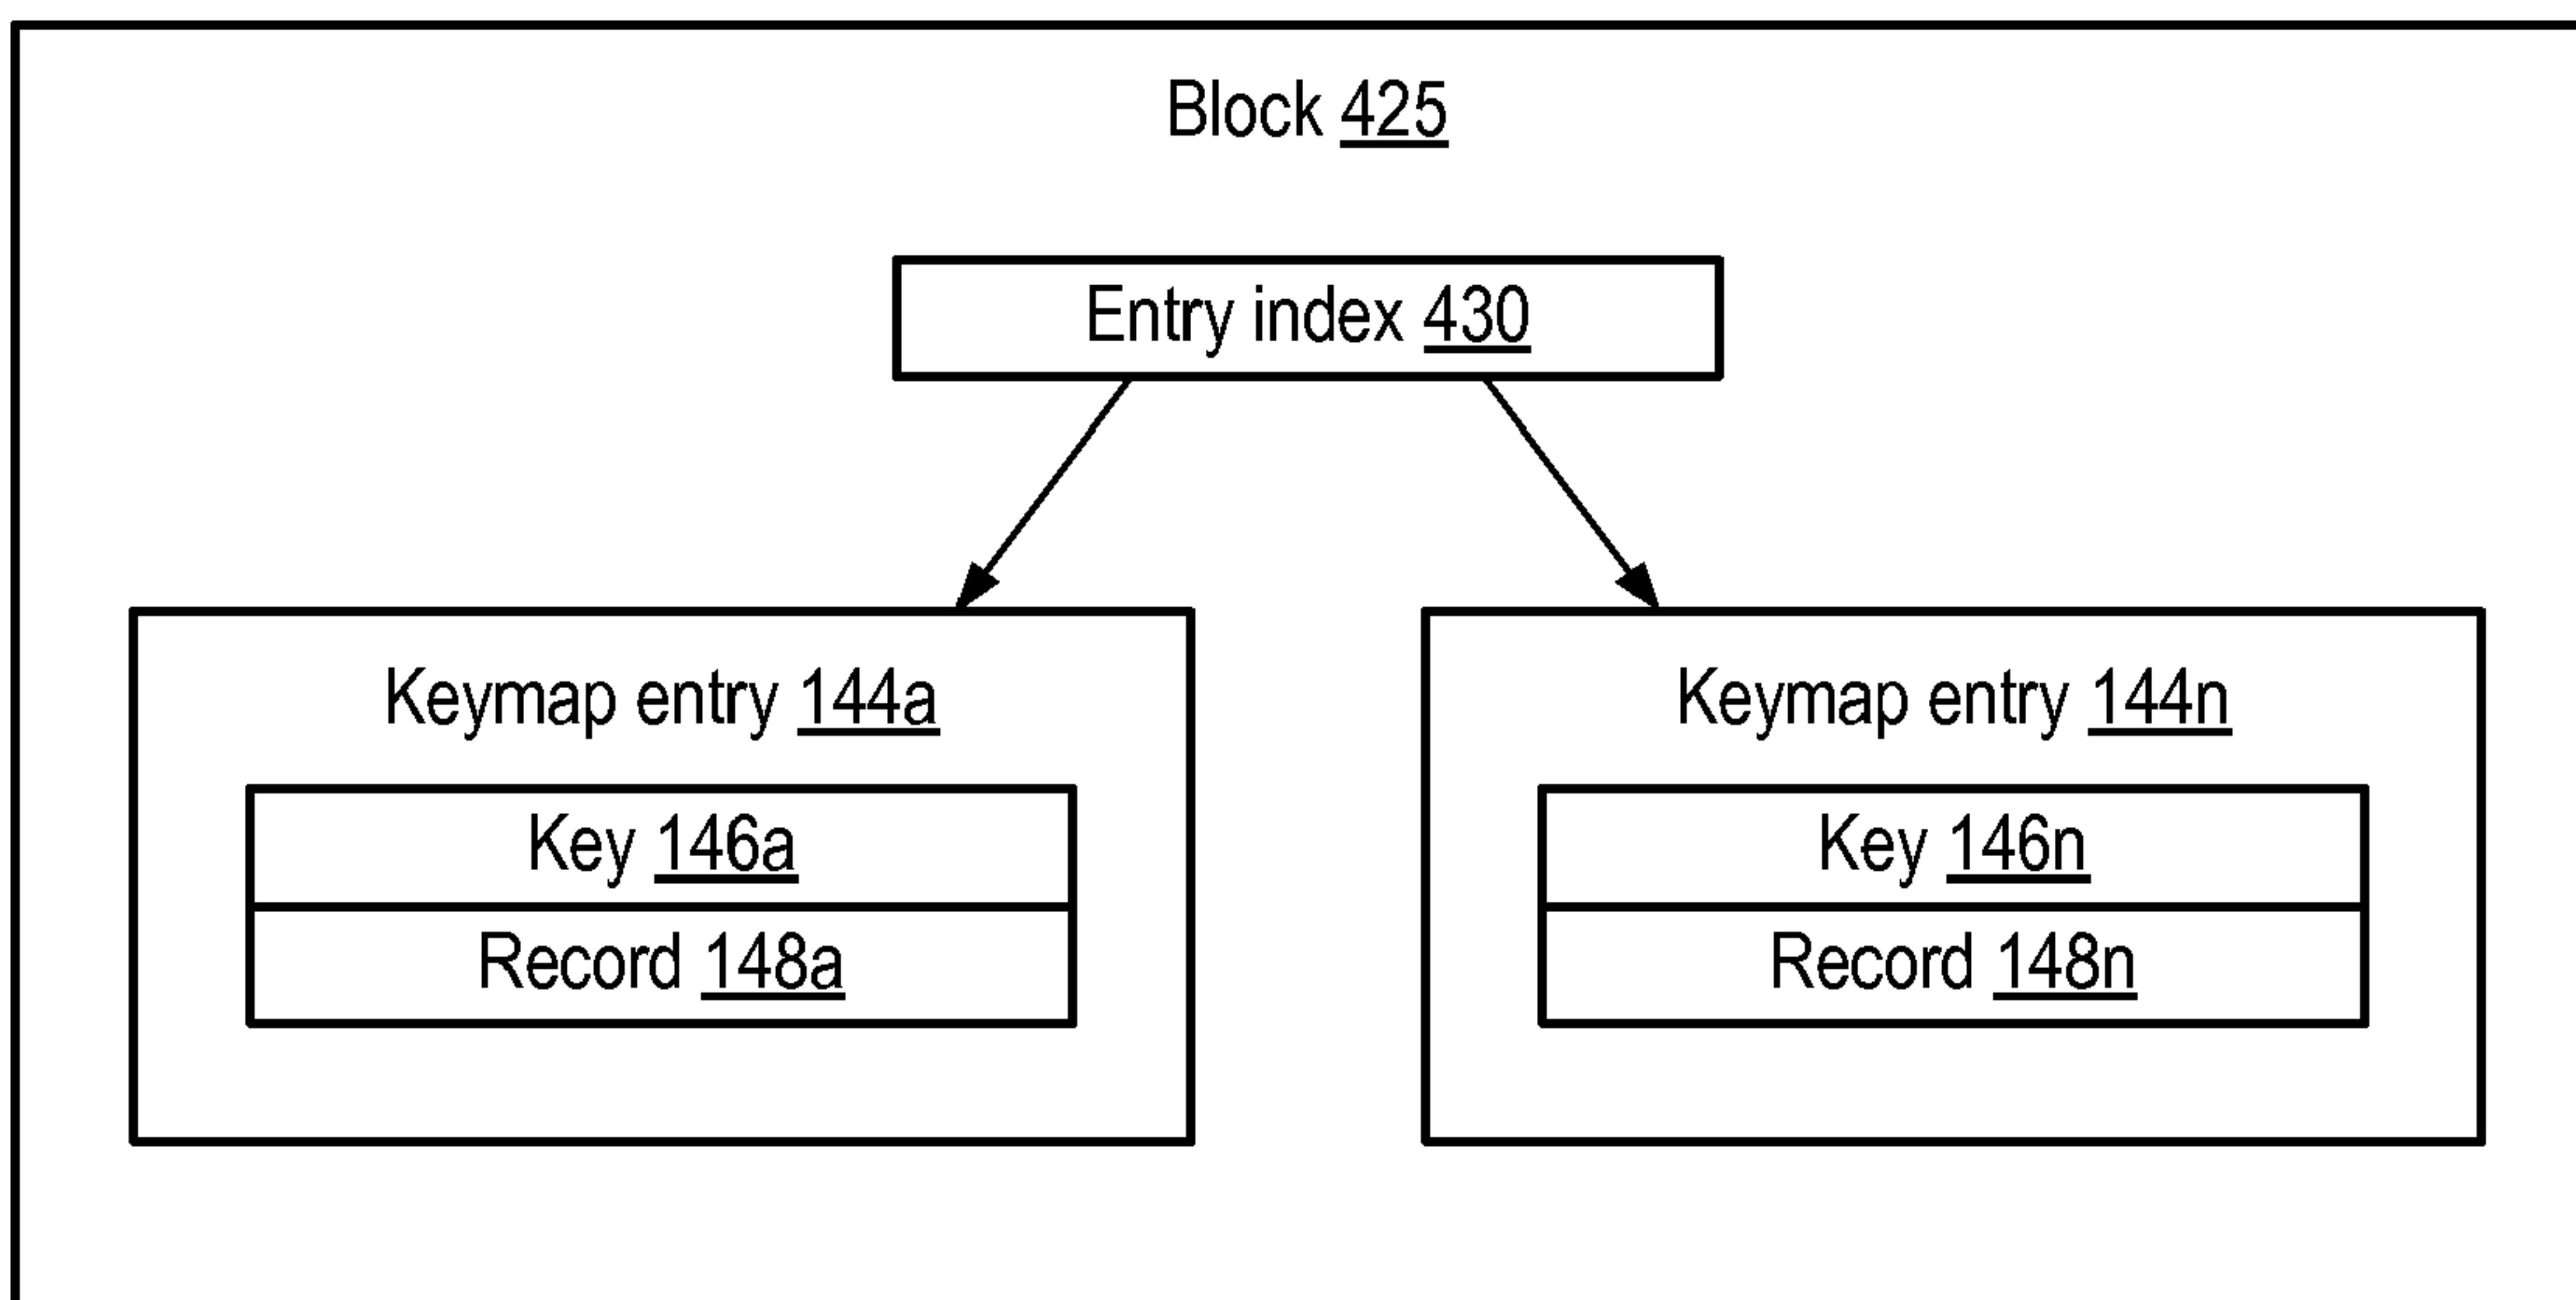 Block 425
Entry index 430
Keymap entry 144a
Key 146a
Record 148a
Keymap entry 144n
Key 146n
Record 148n